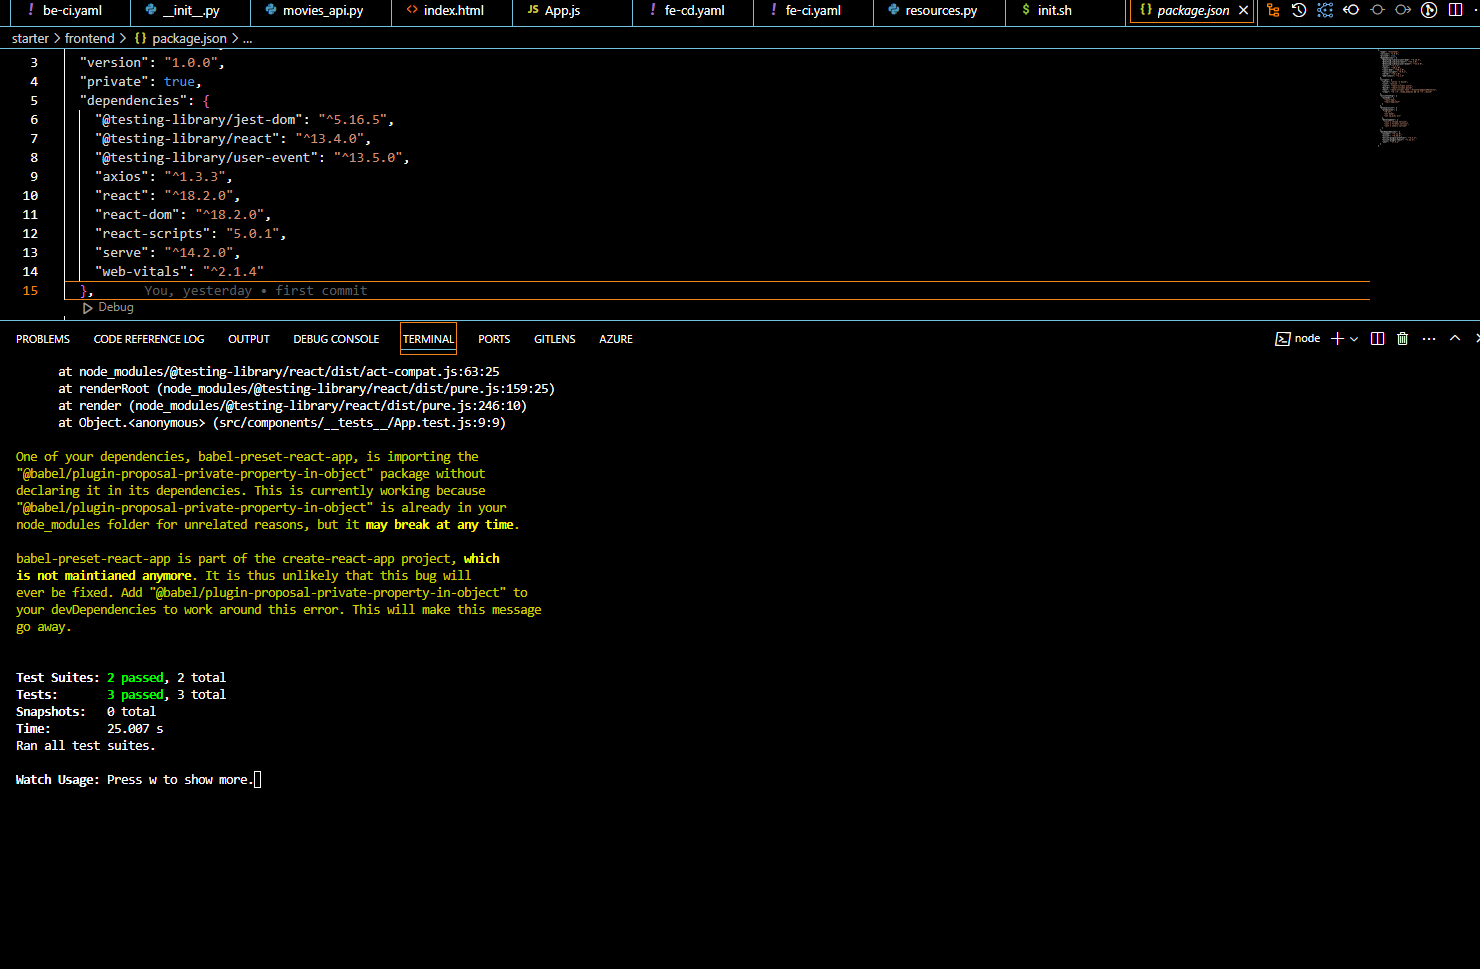 ! be-ci.yaml __init__.py movies_api.py <> index.html JS App.js ! fe-cd.yaml ! fe-ci.yaml resources.py $ init.sh {} package.json ×
starter > frontend > {} package.json > ...
3 "version": "1.0.0",
4 "private": true,
5 "dependencies": {
6 "@testing-library/jest-dom": "^5.16.5",
7 "@testing-library/react": "^13.4.0",
8 "@testing-library/user-event": "^13.5.0",
9 "axios": "^1.3.3",
10 "react": "^18.2.0",
11 "react-dom": "^18.2.0",
12 "react-scripts": "5.0.1",
13 "serve": "^14.2.0",
14 "web-vitals": "^2.1.4"
15 }, You, yesterday • first commit
Debug
PROBLEMS CODE REFERENCE LOG OUTPUT DEBUG CONSOLE TERMINAL PORTS GITLENS AZURE node
at node_modules/@testing-library/react/dist/act-compat.js:63:25
at renderRoot (node_modules/@testing-library/react/dist/pure.js:159:25)
at render (node_modules/@testing-library/react/dist/pure.js:246:10)
at Object.<anonymous> (src/components/__tests__/App.test.js:9:9)
One of your dependencies, babel-preset-react-app, is importing the
"@babel/plugin-proposal-private-property-in-object" package without
declaring it in its dependencies. This is currently working because
"@babel/plugin-proposal-private-property-in-object" is already in your
node_modules folder for unrelated reasons, but it may break at any time.
babel-preset-react-app is part of the create-react-app project, which
is not maintianed anymore. It is thus unlikely that this bug will
ever be fixed. Add "@babel/plugin-proposal-private-property-in-object" to
your devDependencies to work around this error. This will make this message
go away.
Test Suites: 2 passed, 2 total
Tests: 3 passed, 3 total
Snapshots: 0 total
Time: 25.007 s
Ran all test suites.
Watch Usage: Press w to show more.